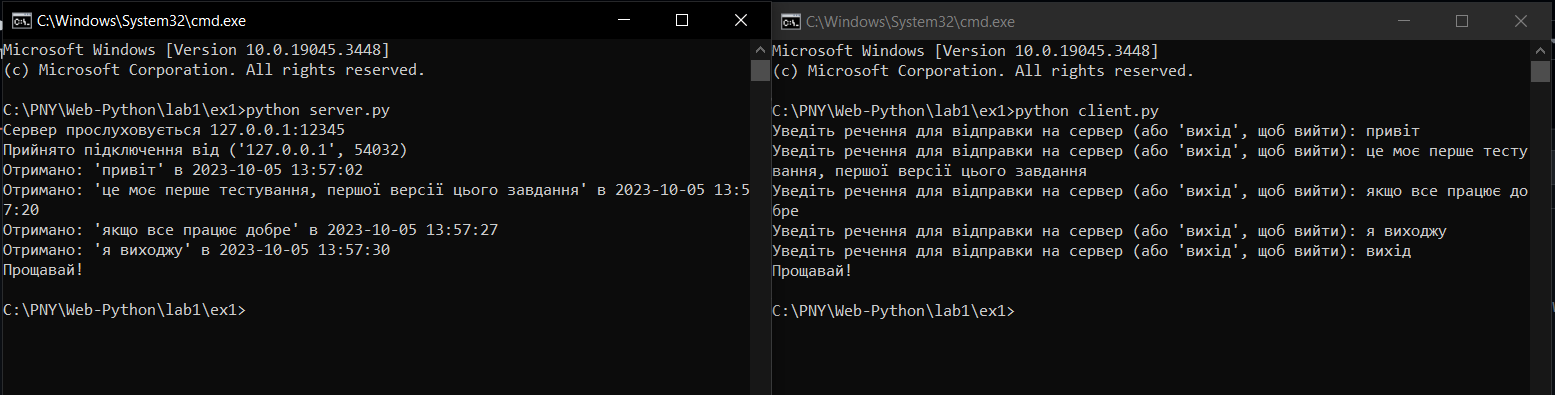 C:\Windows\System32\cmd.exe
Microsoft Windows [Version 10.0.19045.3448]
(c) Microsoft Corporation. All rights reserved.
C:\PNY\Web-Python\lab1\ex1>python server.py
Сервер прослуховується 127.0.0.1:12345
Прийнято підключення від ('127.0.0.1', 54032)
Отримано: 'привіт' в 2023-10-05 13:57:02
Отримано: 'це моє перше тестування, першої версії цього завдання' в 2023-10-05 13:5
7:20
Отримано: 'якщо все працює добре' в 2023-10-05 13:57:27
Отримано: 'я виходжу' в 2023-10-05 13:57:30
Прощавай!
C:\PNY\Web-Python\lab1\ex1>
C:\Windows\System32\cmd.exe
Microsoft Windows [Version 10.0.19045.3448]
(c) Microsoft Corporation. All rights reserved.
C:\PNY\Web-Python\lab1\ex1>python client.py
Уведіть речення для відправки на сервер (або 'вихід', щоб вийти): привіт
Уведіть речення для відправки на сервер (або 'вихід', щоб вийти): це моє перше тесту
вання, першої версії цього завдання
Уведіть речення для відправки на сервер (або 'вихід', щоб вийти): якщо все працює до
бре
Уведіть речення для відправки на сервер (або 'вихід', щоб вийти): я виходжу
Уведіть речення для відправки на сервер (або 'вихід', щоб вийти): вихід
Прощавай!
C:\PNY\Web-Python\lab1\ex1>